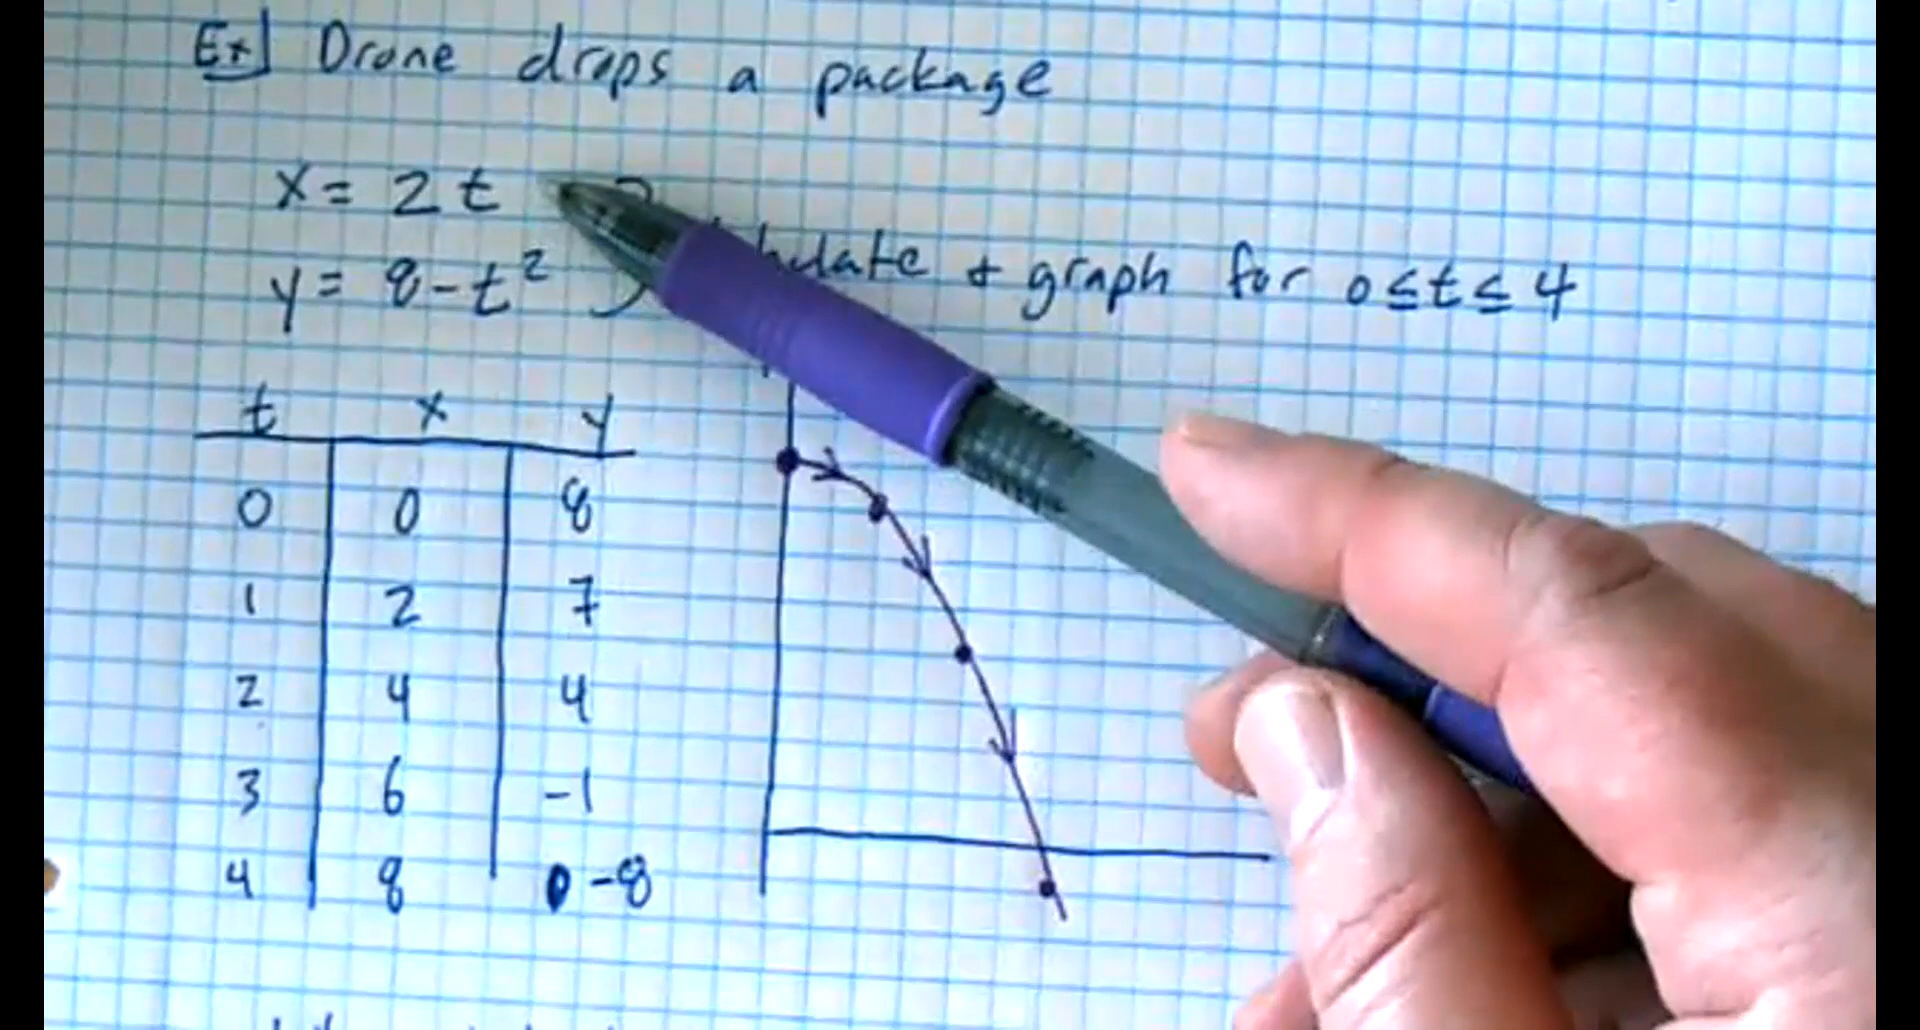 Ex] Drone drops a package
x = 2t
y = 8-t² & graph for 0≤t≤4
t x y
0 0 8
1 2 7
2 4 4
3 6 -1
4 8 -8